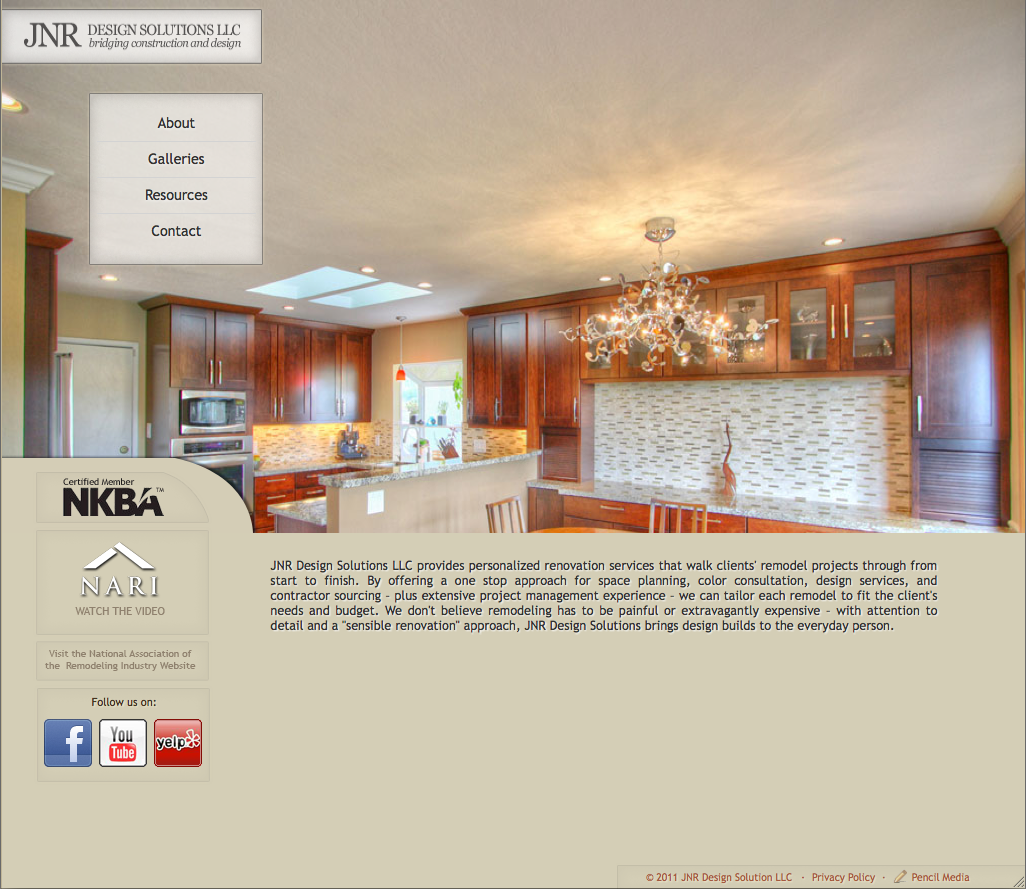 JNR DESIGN SOLUTIONS LLC
bridging construction and design
About
Galleries
Resources
Contact
Certified Member
NKBA™
NARI
WATCH THE VIDEO
Visit the National Association of
the Remodeling Industry Website
Follow us on:
f
You
Tube
yelp
JNR Design Solutions LLC provides personalized renovation services that walk clients' remodel projects through from
start to finish. By offering a one stop approach for space planning, color consultation, design services, and
contractor sourcing - plus extensive project management experience - we can tailor each remodel to fit the client's
needs and budget. We don't believe remodeling has to be painful or extravagantly expensive - with attention to
detail and a "sensible renovation" approach, JNR Design Solutions brings design builds to the everyday person.
© 2011 JNR Design Solution LLC · Privacy Policy · Pencil Media